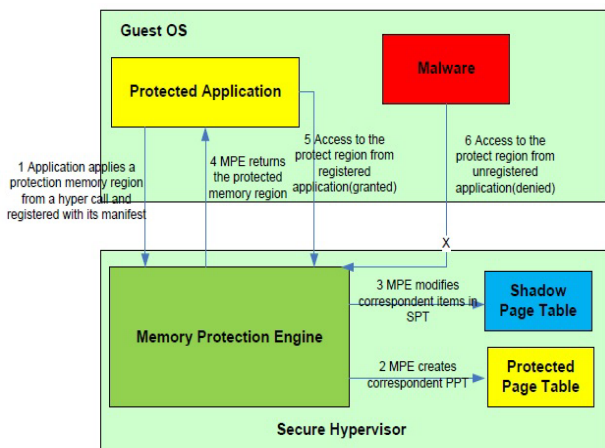 Guest OS
Protected Application
Malware
1 Application applies a
protection memory region
from a hyper call and
registered with its manifest
4 MPE returns
the protected
memory region
5 Access to the
protect region from
registered
application(granted)
6 Access to the
protect region from
unregistered
application(denied)
X
Memory Protection Engine
3 MPE modifies
correspondent items in
SPT
Shadow
Page Table
2 MPE creates
correspondent PPT
Protected
Page Table
Secure Hypervisor